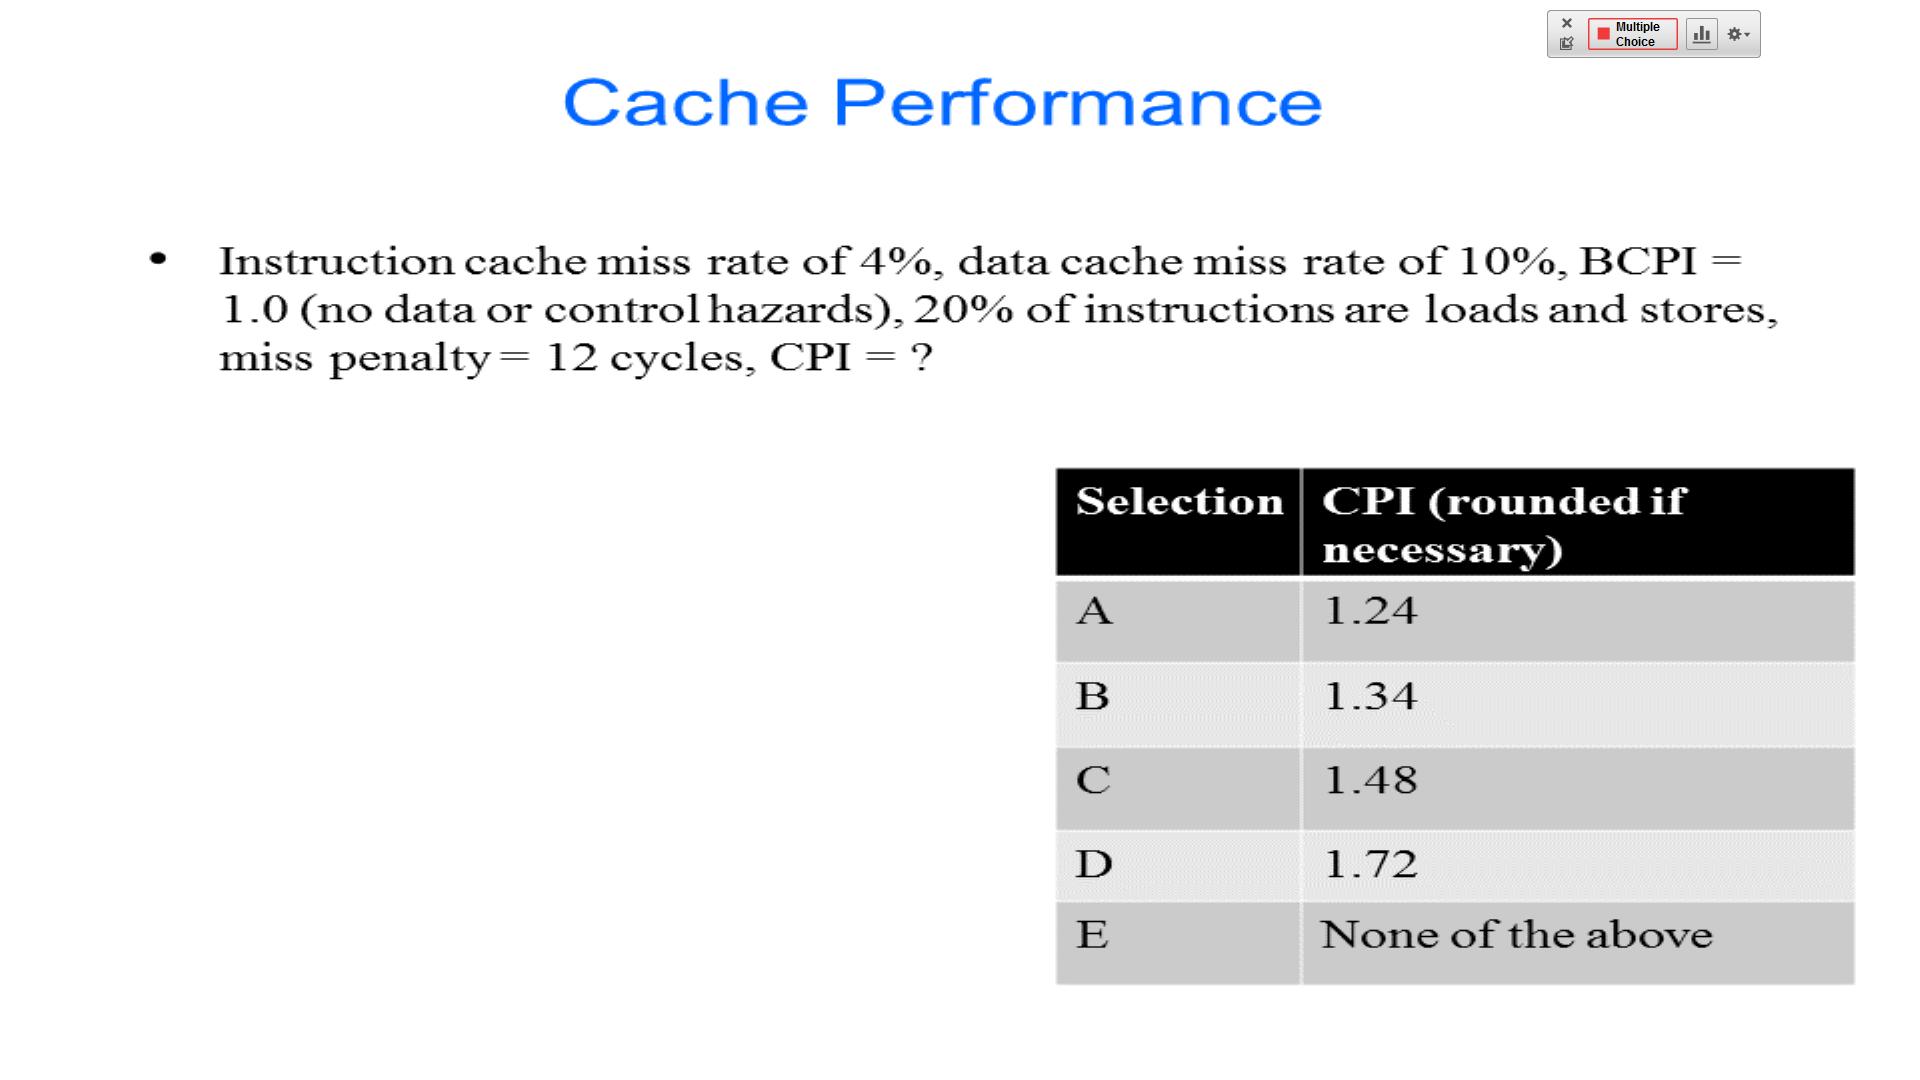 Multiple
Choice
Cache Performance
• Instruction cache miss rate of 4%, data cache miss rate of 10%, BCPI =
1.0 (no data or control hazards), 20% of instructions are loads and stores,
miss penalty = 12 cycles, CPI = ?
Selection CPI (rounded if
necessary)
A 1.24
B 1.34
C 1.48
D 1.72
E None of the above